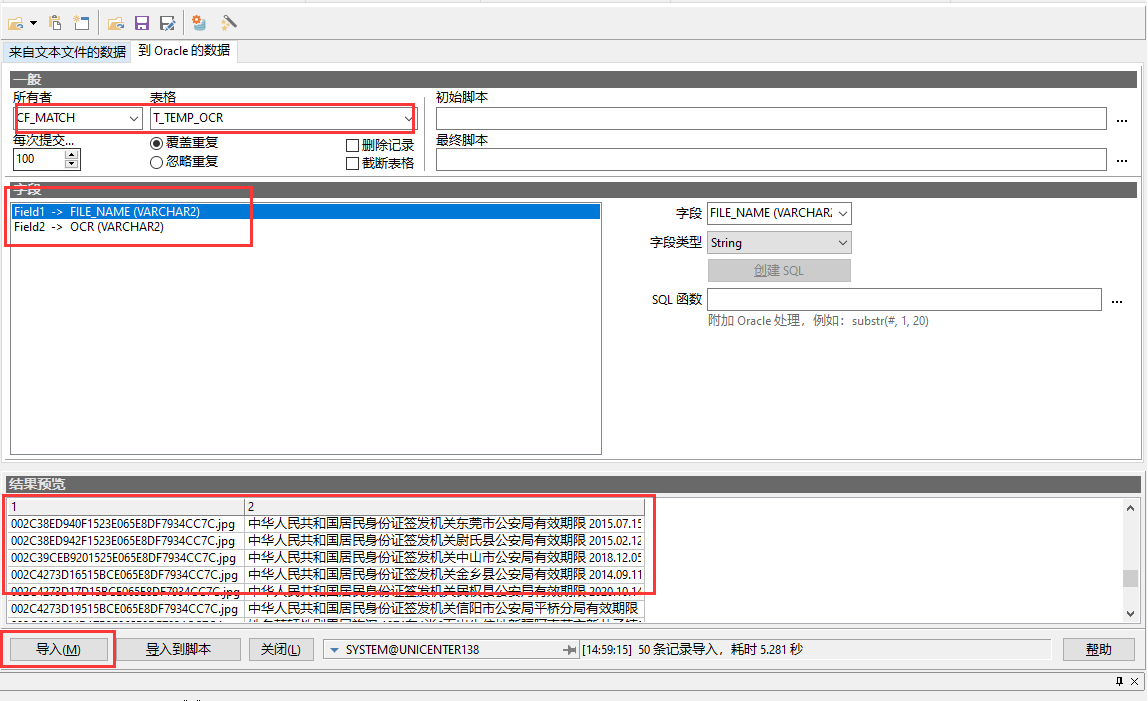 来自文本文件的数据
到 Oracle 的数据
一般
所有者
表格
初始脚本
CF_MATCH
T_TEMP_OCR
...
每次提交...
覆盖重复
删除记录
最终脚本
100
忽略重复
截断表格
...
字段
Field1 -> FILE_NAME (VARCHAR2)
Field2 -> OCR (VARCHAR2)
字段
FILE_NAME (VARCHAR2
字段类型
String
创建 SQL
SQL 函数
...
附加 Oracle 处理，例如：substr(#, 1, 20)
结果预览
1 2
002C38ED940F1523E065E8DF7934CC7C.jpg 中华人民共和国居民身份证签发机关东莞市公安局有效期限 2015.07.15
002C38ED942F1523E065E8DF7934CC7C.jpg 中华人民共和国居民身份证签发机关尉氏县公安局有效期限 2015.02.12
002C39CEB9201525E065E8DF7934CC7C.jpg 中华人民共和国居民身份证签发机关中山市公安局有效期限 2018.12.05
002C4273D16515BCE065E8DF7934CC7C.jpg 中华人民共和国居民身份证签发机关金乡县公安局有效期限 2014.09.11
002C4273D17D15BCE065E8DF7934CC7C.jpg 中华人民共和国居民身份证签发机关民权县公安局有效期限 2020.10.14
002C4273D19515BCE065E8DF7934CC7C.jpg 中华人民共和国居民身份证签发机关信阳市公安局平桥分局有效期限
导入(M)
导入到脚本
关闭(L)
SYSTEM@UNICENTER138
[14:59:15] 50 条记录导入，耗时 5.281 秒
帮助